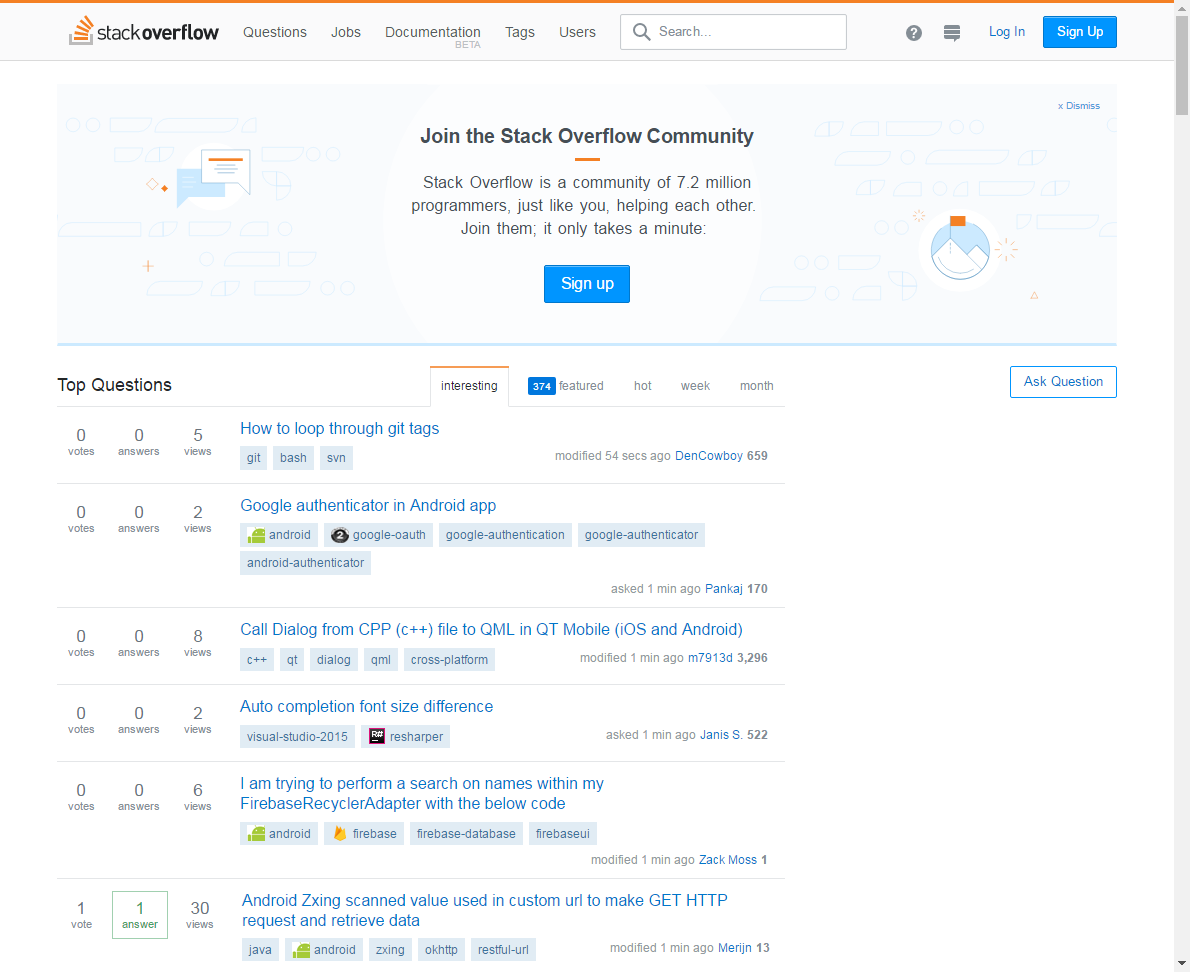 stackoverflow Questions Jobs Documentation Tags Users Search... ? Log In Sign Up
BETA
x Dismiss
Join the Stack Overflow Community
Stack Overflow is a community of 7.2 million
programmers, just like you, helping each other.
Join them; it only takes a minute:
Sign up
Top Questions interesting 374 featured hot week month Ask Question
0 votes 0 answers 5 views
How to loop through git tags
git bash svn
modified 54 secs ago DenCowboy 659
0 votes 0 answers 2 views
Google authenticator in Android app
android 2 google-oauth google-authentication google-authenticator
android-authenticator
asked 1 min ago Pankaj 170
0 votes 0 answers 8 views
Call Dialog from CPP (c++) file to QML in QT Mobile (iOS and Android)
c++ qt dialog qml cross-platform
modified 1 min ago m7913d 3,296
0 votes 0 answers 2 views
Auto completion font size difference
visual-studio-2015 R# resharper
asked 1 min ago Janis S. 522
0 votes 0 answers 6 views
I am trying to perform a search on names within my
FirebaseRecyclerAdapter with the below code
android firebase firebase-database firebaseui
modified 1 min ago Zack Moss 1
1 vote 1 answer 30 views
Android Zxing scanned value used in custom url to make GET HTTP
request and retrieve data
java android zxing okhttp restful-url
modified 1 min ago Merijn 13